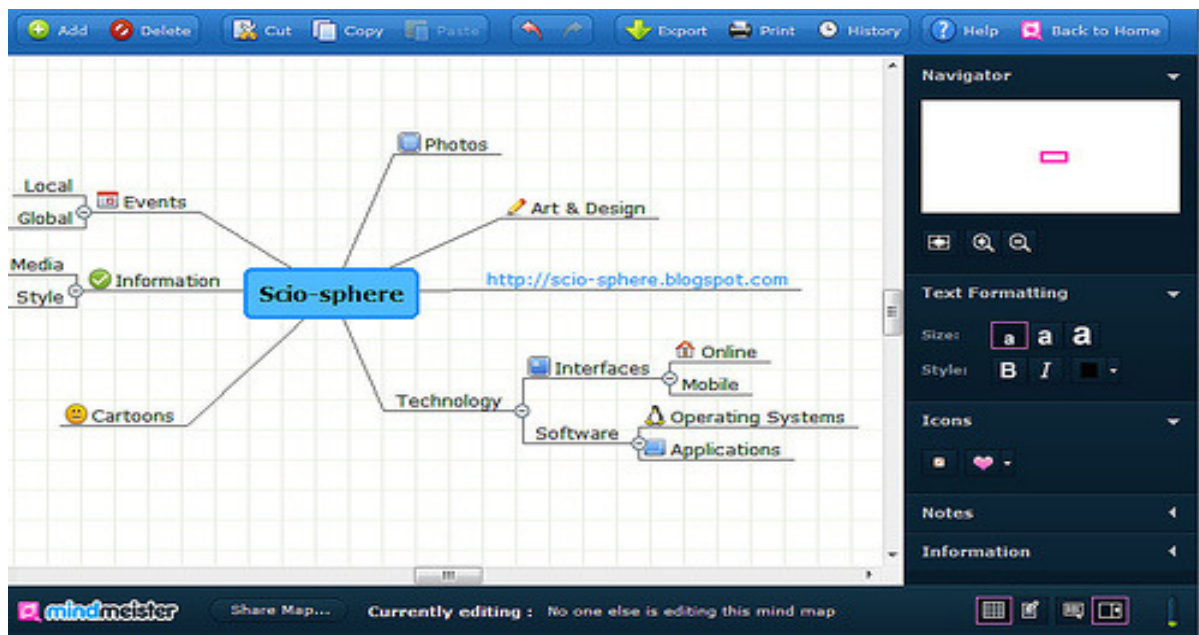 Add Delete Cut Copy Paste Export Print History Help Back to Home
Navigator
Photos
Local
Events
Global
Art & Design
Media
Information
Style
http://scio-sphere.blogspot.com
Scio-sphere
Text Formatting
Size: a a a
Style: B I
Online
Interfaces
Mobile
Technology
Cartoons
Operating Systems
Software
Applications
Icons
Notes
Information
mindmeister Share Map... Currently editing : No one else is editing this mind map